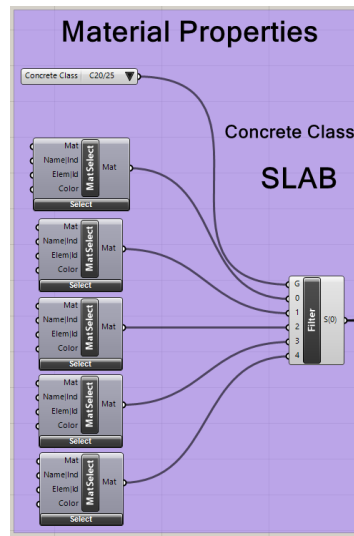 Material Properties
Concrete Class C20/25
Concrete Class
SLAB
Mat
Name|Ind
Elem|Id
Color
MatSelect
Mat
Select
Mat
Name|Ind
Elem|Id
Color
MatSelect
Mat
Select
Mat
Name|Ind
Elem|Id
Color
MatSelect
Mat
Select
Mat
Name|Ind
Elem|Id
Color
MatSelect
Mat
Select
Mat
Name|Ind
Elem|Id
Color
MatSelect
Mat
Select
G
0
1
2
3
4
Filter
S(0)